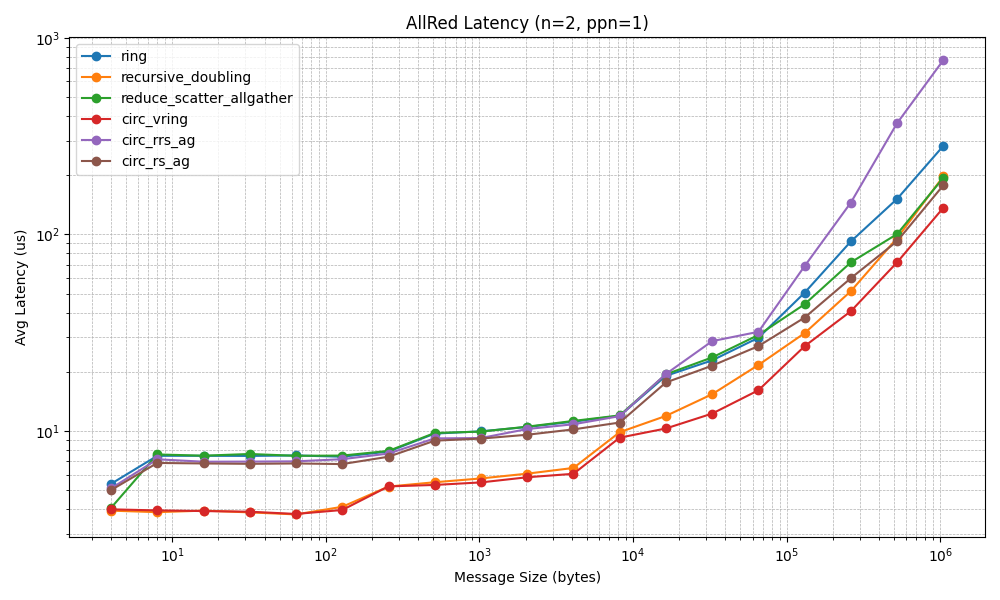 AllRed Latency (n=2, ppn=1)
ring
recursive_doubling
reduce_scatter_allgather
circ_vring
circ_rrs_ag
circ_rs_ag
Avg Latency (us)
10³
10²
10¹
10¹ 10² 10³ 10⁴ 10⁵ 10⁶
Message Size (bytes)